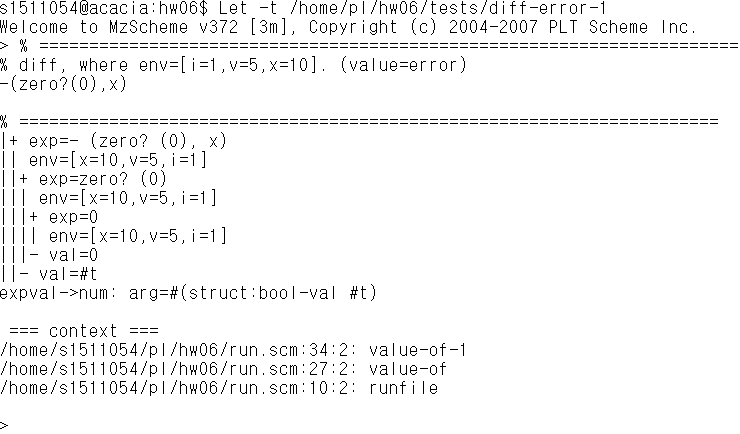 s1511054@acacia:hw06$ Let -t /home/pl/hw06/tests/diff-error-1
Welcome to MzScheme v372 [3m], Copyright (c) 2004-2007 PLT Scheme Inc.
> % ======================================================================
% diff, where env=[i=1,v=5,x=10]. (value=error)
-(zero?(0),x)
% ======================================================================
|+ exp=- (zero? (0), x)
|| env=[x=10,v=5,i=1]
||+ exp=zero? (0)
||| env=[x=10,v=5,i=1]
|||+ exp=0
|||| env=[x=10,v=5,i=1]
|||- val=0
||- val=#t
expval->num: arg=#(struct:bool-val #t)
=== context ===
/home/s1511054/pl/hw06/run.scm:34:2: value-of-1
/home/s1511054/pl/hw06/run.scm:27:2: value-of
/home/s1511054/pl/hw06/run.scm:10:2: runfile
>